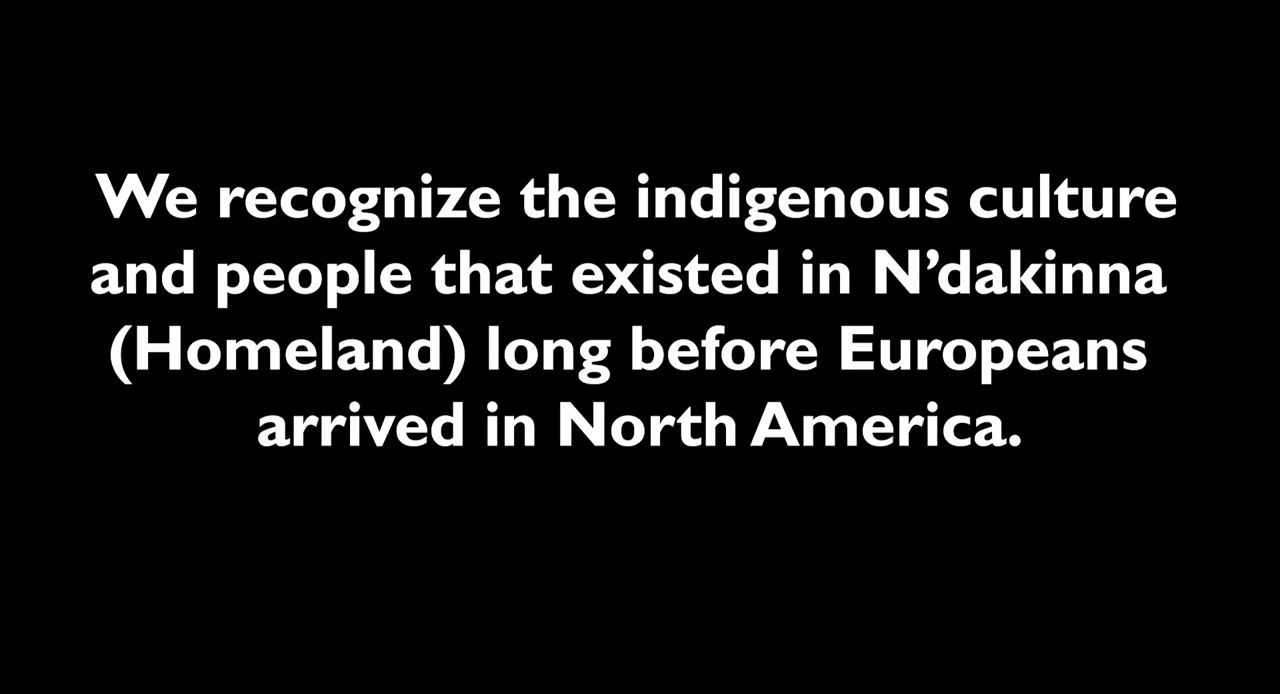 We recognize the indigenous culture
and people that existed in N’dakinna
(Homeland) long before Europeans
arrived in North America.